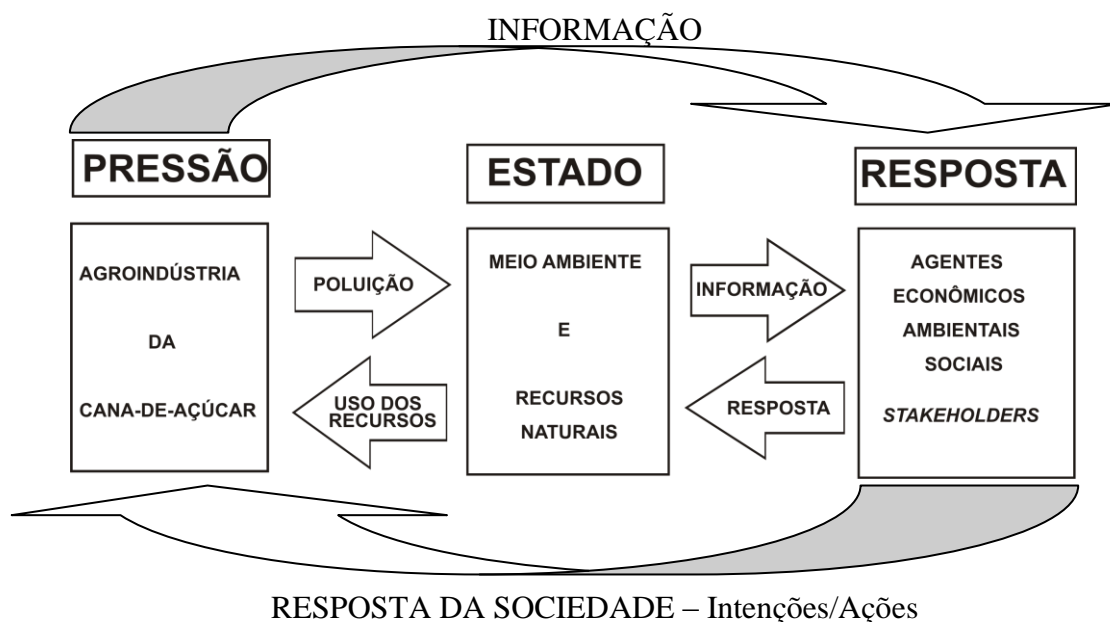 INFORMAÇÃO
PRESSÃO
ESTADO
RESPOSTA
AGROINDÚSTRIA
DA
CANA-DE-AÇÚCAR
POLUIÇÃO
USO DOS
RECURSOS
MEIO AMBIENTE
E
RECURSOS
NATURAIS
INFORMAÇÃO
RESPOSTA
AGENTES
ECONÔMICOS
AMBIENTAIS
SOCIAIS
STAKEHOLDERS
RESPOSTA DA SOCIEDADE – Intenções/Ações